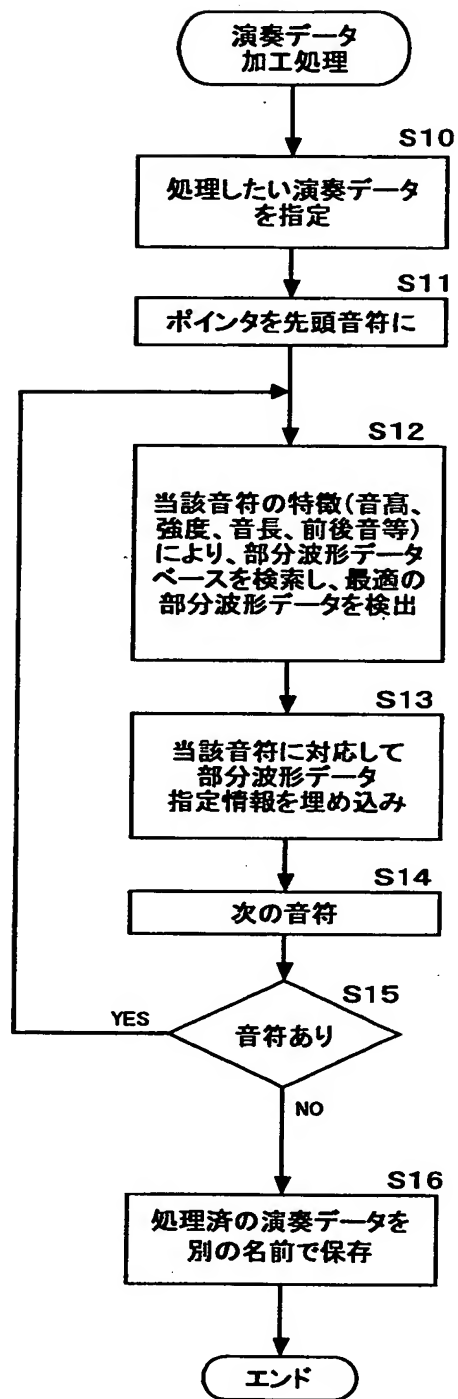 演奏データ
加工処理
S10
処理したい演奏データ
を指定
S11
ポインタを先頭音符に
S12
当該音符の特徴(音高、
強度、音長、前後音等)
により、部分波形データ
ベースを検索し、最適の
部分波形データを検出
S13
当該音符に対応して
部分波形データ
指定情報を埋め込み
S14
次の音符
S15
YES
音符あり
NO
S16
処理済の演奏データを
別の名前で保存
エンド